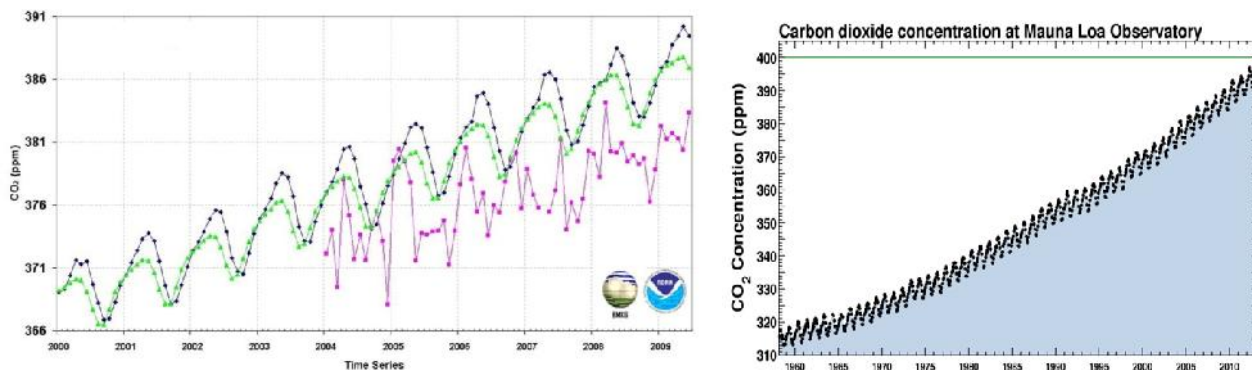 391
386
381
376
371
366
CO₂ (ppm)
2000 2001 2002 2003 2004 2005 2006 2007 2008 2009
Time Series
BMKG
NOAA
Carbon dioxide concentration at Mauna Loa Observatory
400
390
380
370
360
350
340
330
320
310
CO₂ Concentration (ppm)
1960 1965 1970 1975 1980 1985 1990 1995 2000 2005 2010